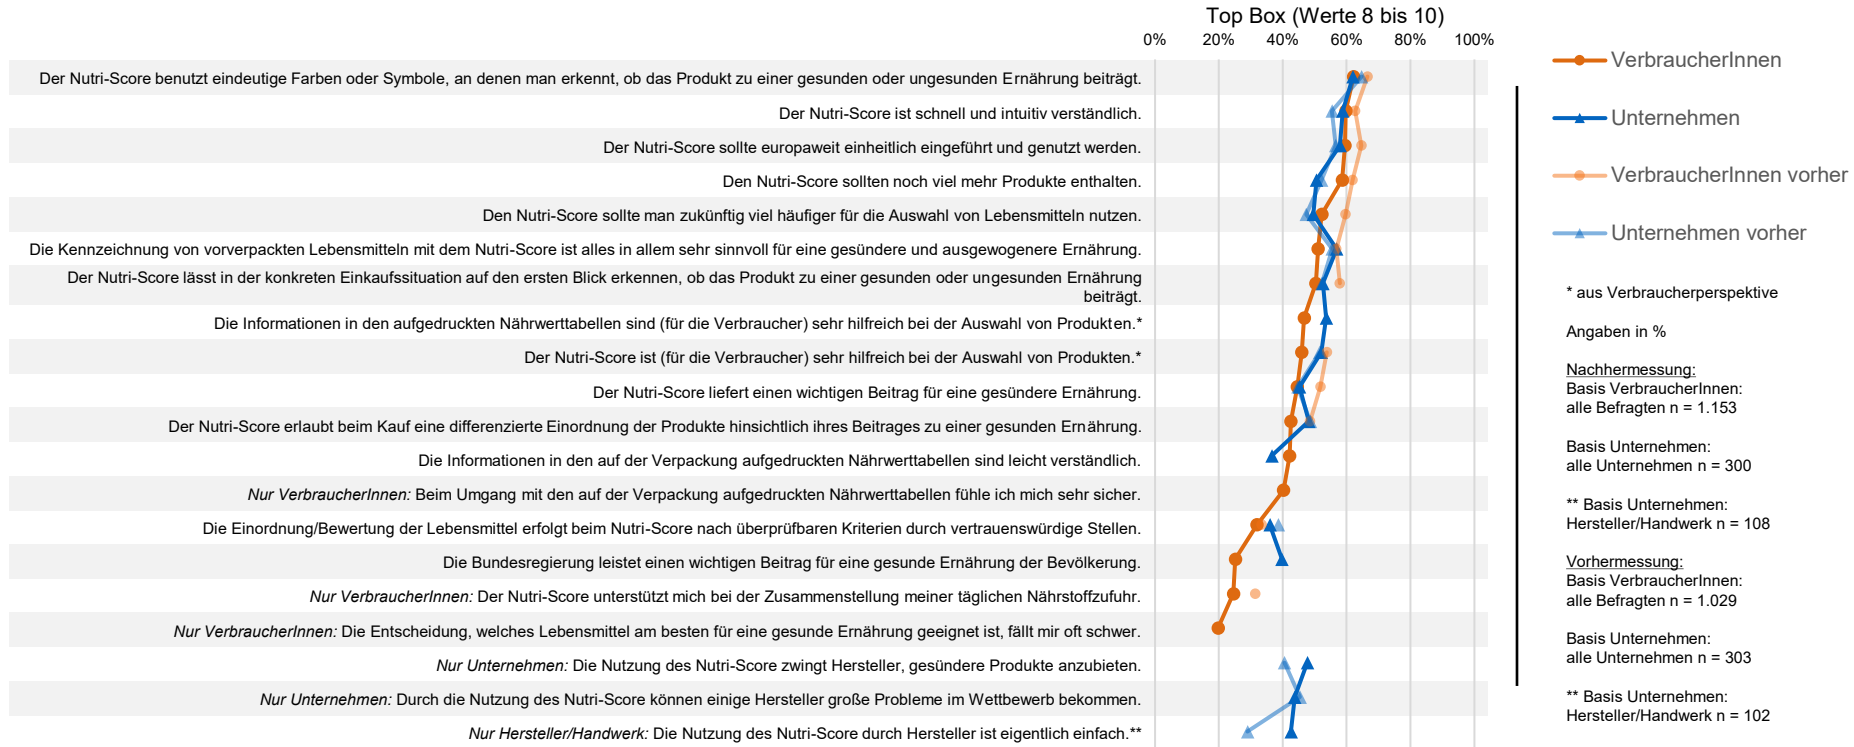 Top Box (Werte 8 bis 10)
0% 20% 40% 60% 80% 100%
Der Nutri-Score benutzt eindeutige Farben oder Symbole, an denen man erkennt, ob das Produkt zu einer gesunden oder ungesunden Ernährung beiträgt.
Der Nutri-Score ist schnell und intuitiv verständlich.
Der Nutri-Score sollte europaweit einheitlich eingeführt und genutzt werden.
Den Nutri-Score sollten noch viel mehr Produkte enthalten.
Den Nutri-Score sollte man zukünftig viel häufiger für die Auswahl von Lebensmitteln nutzen.
Die Kennzeichnung von vorverpackten Lebensmitteln mit dem Nutri-Score ist alles in allem sehr sinnvoll für eine gesündere und ausgewogenere Ernährung.
Der Nutri-Score lässt in der konkreten Einkaufssituation auf den ersten Blick erkennen, ob das Produkt zu einer gesunden oder ungesunden Ernährung
beiträgt.
Die Informationen in den aufgedruckten Nährwerttabellen sind (für die Verbraucher) sehr hilfreich bei der Auswahl von Produkten.*
Der Nutri-Score ist (für die Verbraucher) sehr hilfreich bei der Auswahl von Produkten.*
Der Nutri-Score liefert einen wichtigen Beitrag für eine gesündere Ernährung.
Der Nutri-Score erlaubt beim Kauf eine differenzierte Einordnung der Produkte hinsichtlich ihres Beitrages zu einer gesunden Ernährung.
Die Informationen in den auf der Verpackung aufgedruckten Nährwerttabellen sind leicht verständlich.
Nur VerbraucherInnen: Beim Umgang mit den auf der Verpackung aufgedruckten Nährwerttabellen fühle ich mich sehr sicher.
Die Einordnung/Bewertung der Lebensmittel erfolgt beim Nutri-Score nach überprüfbaren Kriterien durch vertrauenswürdige Stellen.
Die Bundesregierung leistet einen wichtigen Beitrag für eine gesunde Ernährung der Bevölkerung.
Nur VerbraucherInnen: Der Nutri-Score unterstützt mich bei der Zusammenstellung meiner täglichen Nährstoffzufuhr.
Nur VerbraucherInnen: Die Entscheidung, welches Lebensmittel am besten für eine gesunde Ernährung geeignet ist, fällt mir oft schwer.
Nur Unternehmen: Die Nutzung des Nutri-Score zwingt Hersteller, gesündere Produkte anzubieten.
Nur Unternehmen: Durch die Nutzung des Nutri-Score können einige Hersteller große Probleme im Wettbewerb bekommen.
Nur Hersteller/Handwerk: Die Nutzung des Nutri-Score durch Hersteller ist eigentlich einfach.**
VerbraucherInnen
Unternehmen
VerbraucherInnen vorher
Unternehmen vorher
* aus Verbraucherperspektive
Angaben in %
Nachhermessung:
Basis VerbraucherInnen:
alle Befragten n = 1.153
Basis Unternehmen:
alle Unternehmen n = 300
** Basis Unternehmen:
Hersteller/Handwerk n = 108
Vorhermessung:
Basis VerbraucherInnen:
alle Befragten n = 1.029
Basis Unternehmen:
alle Unternehmen n = 303
** Basis Unternehmen:
Hersteller/Handwerk n = 102